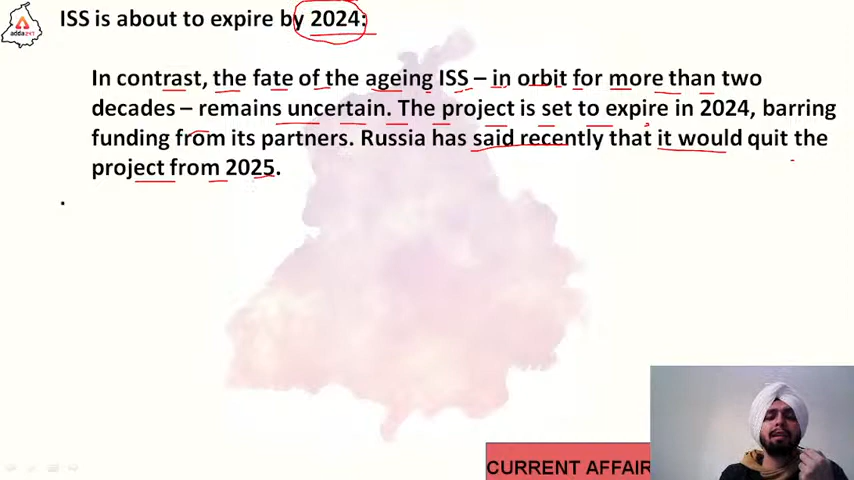 adda247
ISS is about to expire by 2024:
In contrast, the fate of the ageing ISS – in orbit for more than two
decades – remains uncertain. The project is set to expire in 2024, barring
funding from its partners. Russia has said recently that it would quit the
project from 2025.
.
CURRENT AFFAIR